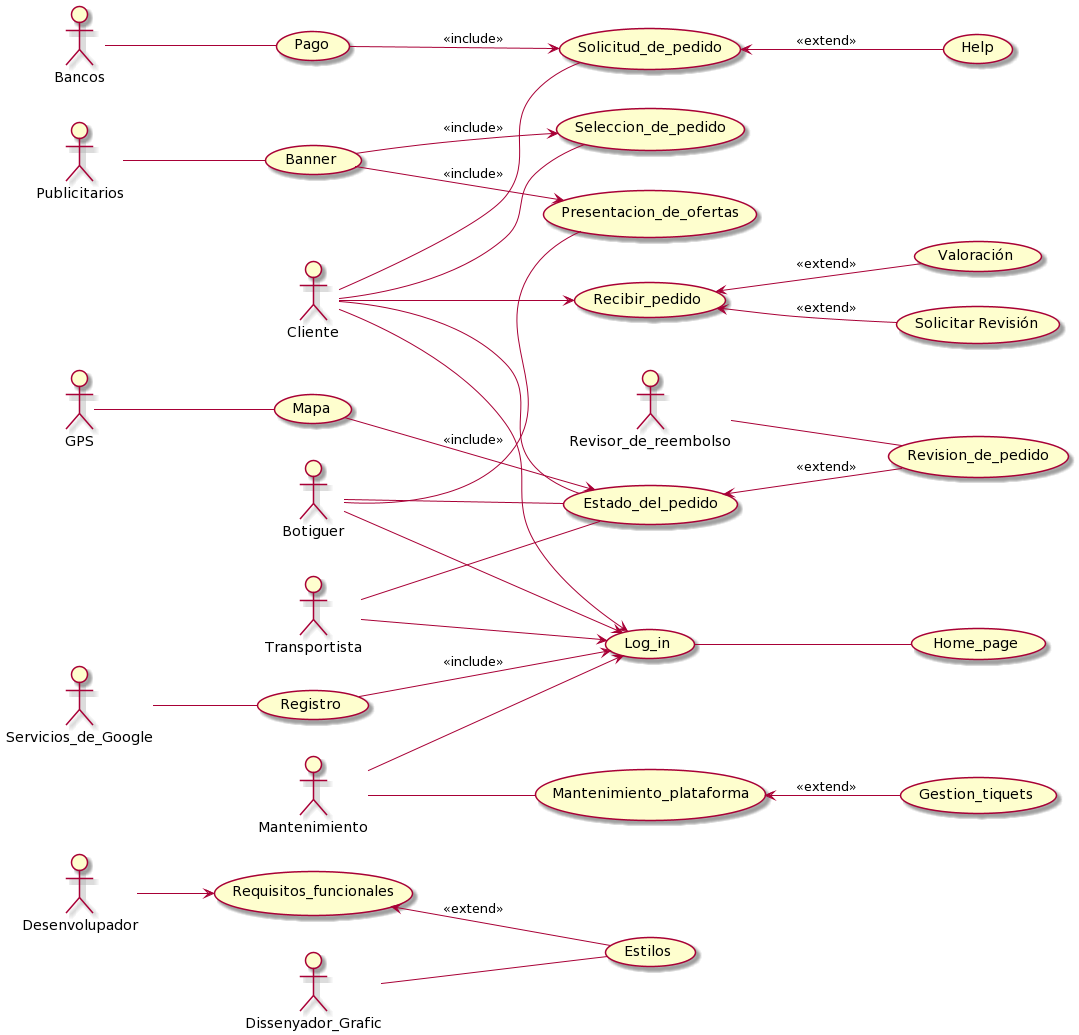 Bancos
Pago
«include»
Solicitud_de_pedido
«extend»
Help
Publicitarios
Banner
«include»
Seleccion_de_pedido
«include»
Presentacion_de_ofertas
Cliente
Recibir_pedido
«extend»
Valoración
«extend»
Solicitar Revisión
GPS
Mapa
«include»
Revisor_de_reembolso
Revision_de_pedido
«extend»
Botiguer
Estado_del_pedido
Transportista
Log_in
Home_page
Servicios_de_Google
Registro
«include»
Mantenimiento
Mantenimiento_plataforma
«extend»
Gestion_tiquets
Desenvolupador
Requisitos_funcionales
«extend»
Estilos
Dissenyador_Grafic